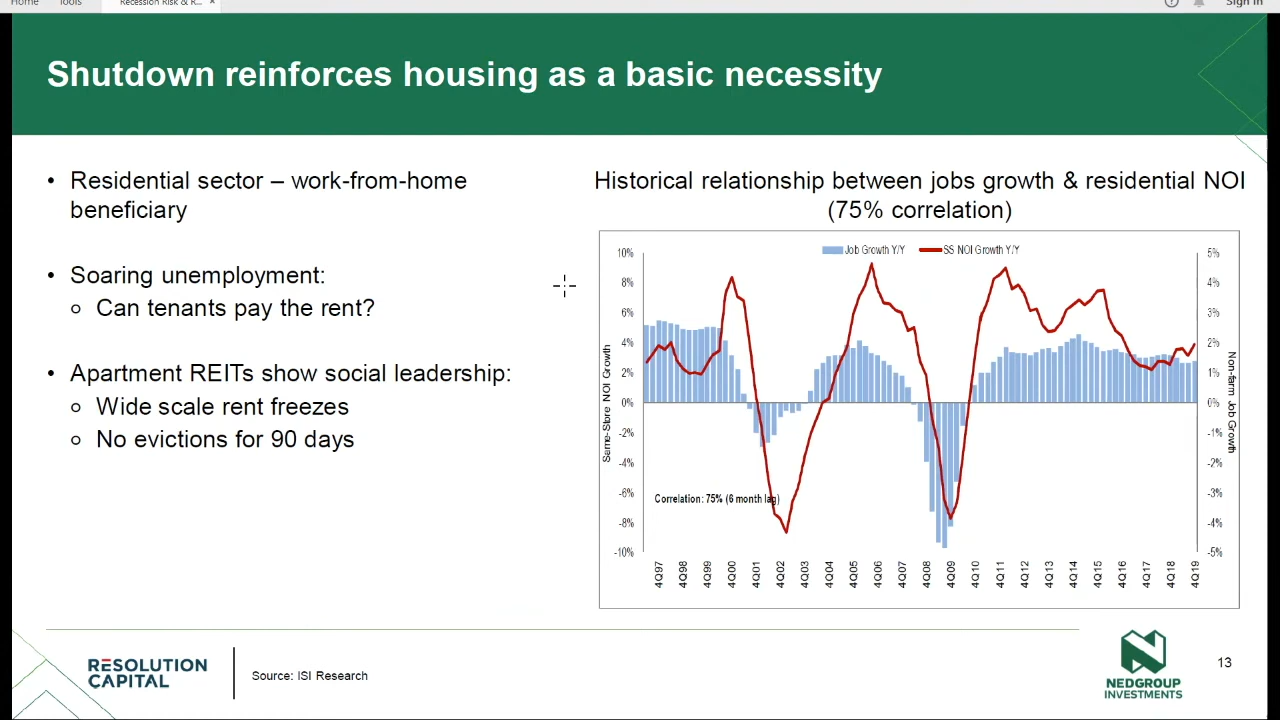 Home Tools Recession Risk & R... × Sign In
Shutdown reinforces housing as a basic necessity
• Residential sector – work-from-home
beneficiary
• Soaring unemployment:
o Can tenants pay the rent?
• Apartment REITs show social leadership:
o Wide scale rent freezes
o No evictions for 90 days
Historical relationship between jobs growth & residential NOI
(75% correlation)
Job Growth Y/Y SS NOI Growth Y/Y
10% 5%
8% 4%
6% 3%
4% 2%
2% 1%
0% 0%
-2% -1%
-4% -2%
-6% -3%
-8% -4%
-10% -5%
Same-Store NOI Growth
Non-farm Job Growth
Correlation: 75% (6 month lag)
4Q97 4Q98 4Q99 4Q00 4Q01 4Q02 4Q03 4Q04 4Q05 4Q06 4Q07 4Q08 4Q09 4Q10 4Q11 4Q12 4Q13 4Q14 4Q15 4Q16 4Q17 4Q18 4Q19
RESOLUTION
CAPITAL
Source: ISI Research
NEDGROUP
INVESTMENTS
13